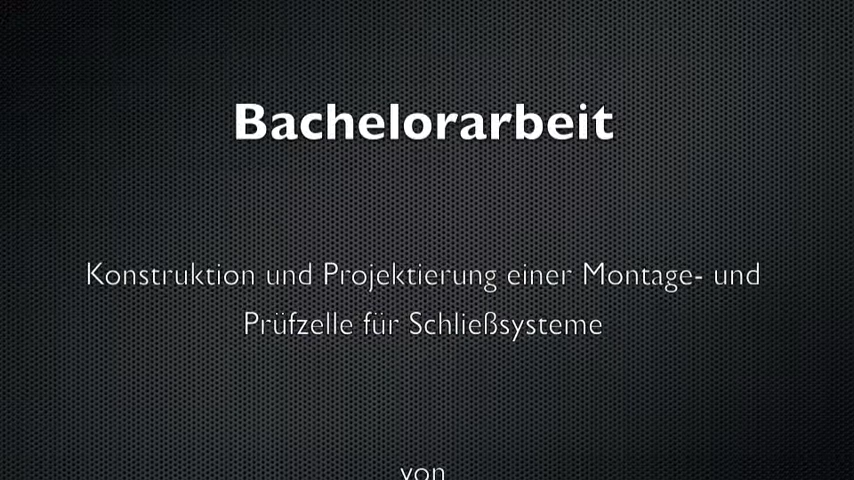 Bachelorarbeit
Konstruktion und Projektierung einer Montage- und
Prüfzelle für Schließsysteme
von